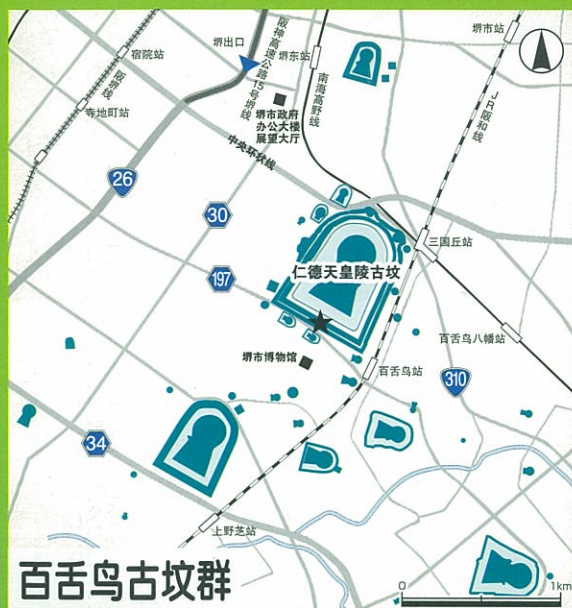 堺市站
堺出口
阪神高速公路15号堺线
堺东站
宿院站
阪堺线
南海高野线
JR阪和线
寺地町站
堺市政府
办公大楼
展望大厅
中央环状线
26
30
三国丘站
仁德天皇陵古坟
197
百舌鸟八幡站
堺市博物馆
百舌鸟站
310
34
上野芝站
百舌鸟古坟群
0
1km